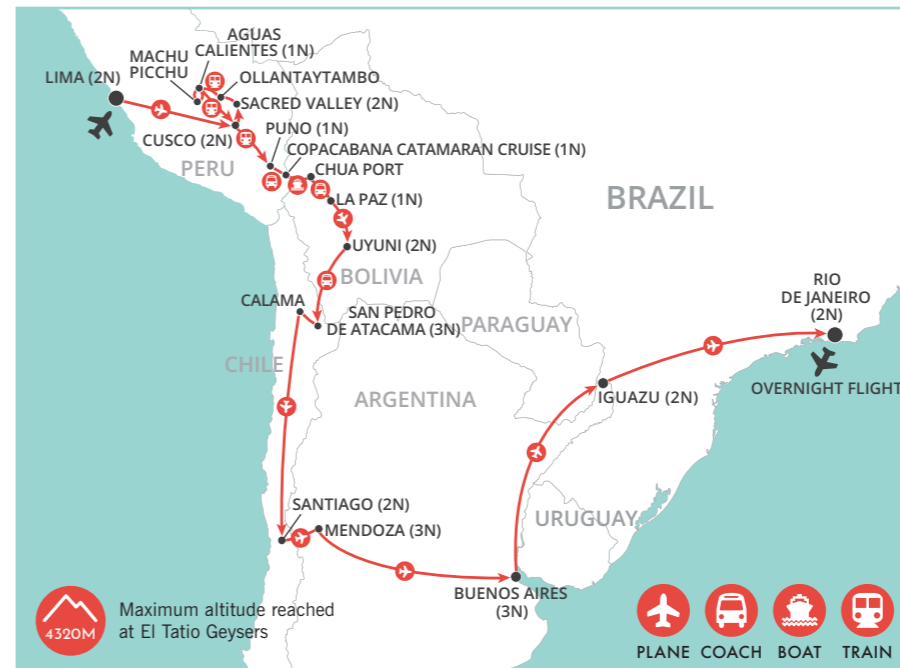 AGUAS
CALIENTES (1N)
MACHU
PICCHU
OLLANTAYTAMBO
LIMA (2N)
SACRED VALLEY (2N)
PUNO (1N)
CUSCO (2N)
COPACABANA CATAMARAN CRUISE (1N)
PERU
CHUA PORT
LA PAZ (1N)
BRAZIL
UYUNI (2N)
BOLIVIA
RIO
DE JANEIRO
(2N)
CALAMA
SAN PEDRO
DE ATACAMA (3N)
PARAGUAY
CHILE
OVERNIGHT FLIGHT
ARGENTINA
IGUAZU (2N)
SANTIAGO (2N)
MENDOZA (3N)
URUGUAY
BUENOS AIRES
(3N)
4320M
Maximum altitude reached
at El Tatio Geysers
PLANE COACH BOAT TRAIN